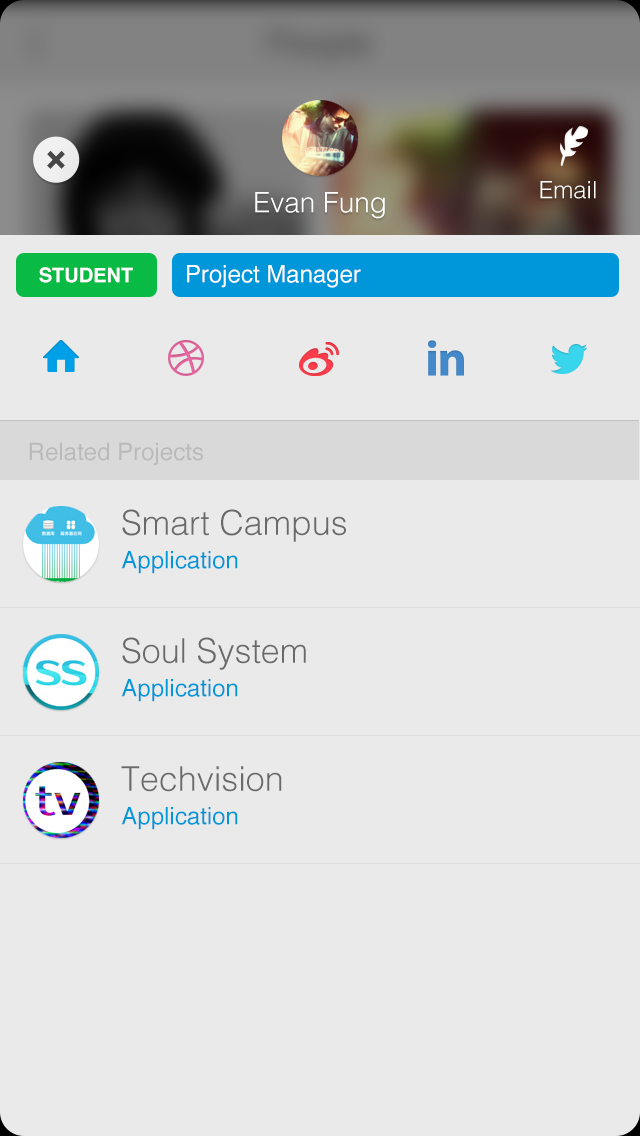 Evan Fung
Email
STUDENT
Project Manager
in
Related Projects
Smart Campus
Application
SS
Soul System
Application
tv
Techvision
Application